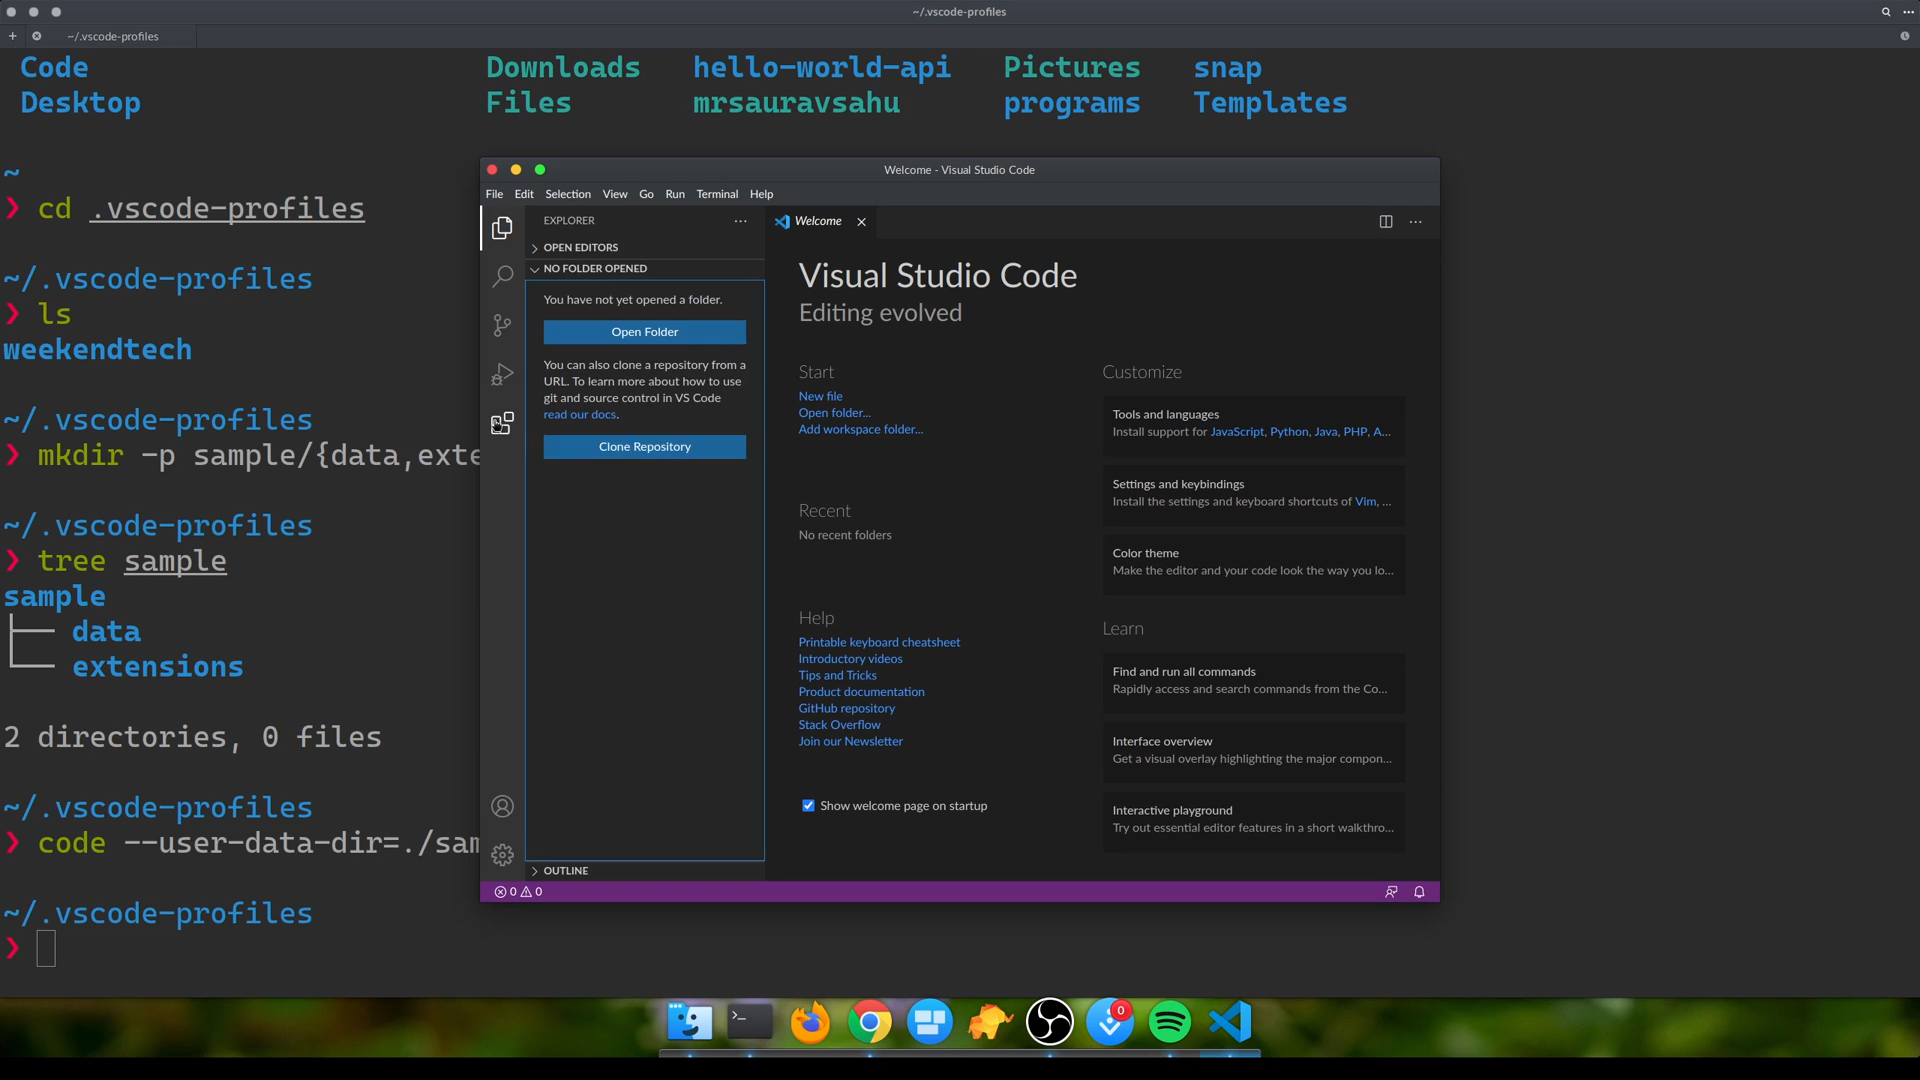 ~/.vscode-profiles
~/.vscode-profiles
Code Downloads hello-world-api Pictures snap
Desktop Files mrsauravsahu programs Templates
~
❯ cd .vscode-profiles
~/.vscode-profiles
❯ ls
weekendtech
~/.vscode-profiles
❯ mkdir -p sample/{data,exte
~/.vscode-profiles
❯ tree sample
sample
├── data
└── extensions
2 directories, 0 files
~/.vscode-profiles
❯ code --user-data-dir=./sam
~/.vscode-profiles
❯
Welcome - Visual Studio Code
File Edit Selection View Go Run Terminal Help
EXPLORER
OPEN EDITORS
NO FOLDER OPENED
You have not yet opened a folder.
Open Folder
You can also clone a repository from a
URL. To learn more about how to use
git and source control in VS Code
read our docs.
Clone Repository
OUTLINE
Welcome
Visual Studio Code
Editing evolved
Start
New file
Open folder...
Add workspace folder...
Recent
No recent folders
Help
Printable keyboard cheatsheet
Introductory videos
Tips and Tricks
Product documentation
GitHub repository
Stack Overflow
Join our Newsletter
Show welcome page on startup
Customize
Tools and languages
Install support for JavaScript, Python, Java, PHP, A...
Settings and keybindings
Install the settings and keyboard shortcuts of Vim, ...
Color theme
Make the editor and your code look the way you lo...
Learn
Find and run all commands
Rapidly access and search commands from the Co...
Interface overview
Get a visual overlay highlighting the major compon...
Interactive playground
Try out essential editor features in a short walkthro...
0 0
0